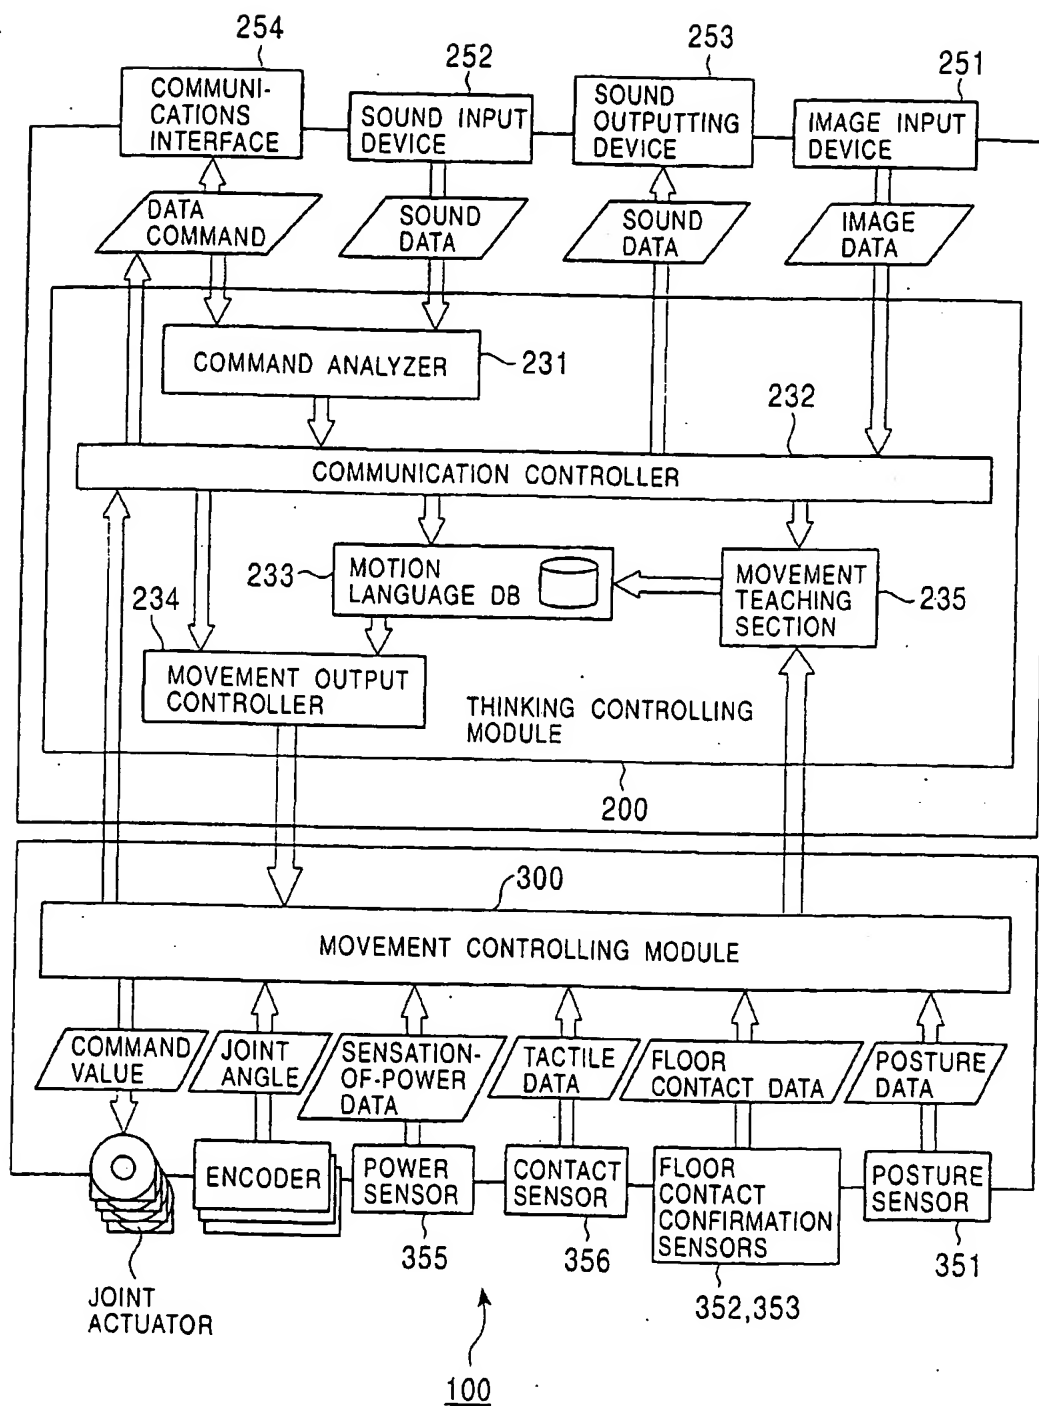 254
252
253
251
COMMUNI-
CATIONS
INTERFACE
SOUND INPUT
DEVICE
SOUND
OUTPUTTING
DEVICE
IMAGE INPUT
DEVICE
DATA
COMMAND
SOUND
DATA
SOUND
DATA
IMAGE
DATA
COMMAND ANALYZER
231
232
COMMUNICATION CONTROLLER
233
MOTION
LANGUAGE DB
MOVEMENT
TEACHING
SECTION
235
234
MOVEMENT OUTPUT
CONTROLLER
THINKING CONTROLLING
MODULE
200
300
MOVEMENT CONTROLLING MODULE
COMMAND
VALUE
JOINT
ANGLE
SENSATION-
OF-POWER
DATA
TACTILE
DATA
FLOOR
CONTACT DATA
POSTURE
DATA
ENCODER
POWER
SENSOR
CONTACT
SENSOR
FLOOR
CONTACT
CONFIRMATION
SENSORS
POSTURE
SENSOR
355
356
352,353
351
JOINT
ACTUATOR
100